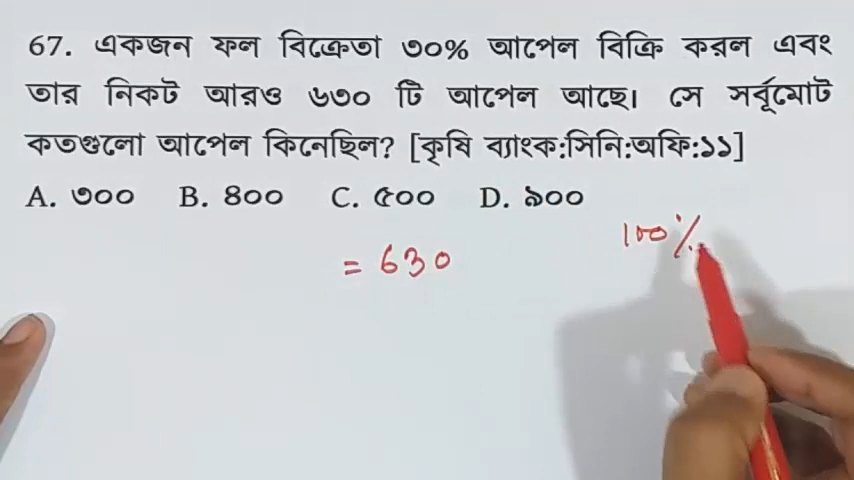 67. একজন ফল বিক্রেতা ৩০% আপেল বিক্রি করল এবং
তার নিকট আরও ৬৩০ টি আপেল আছে। সে সর্বূমোট
কতগুলো আপেল কিনেছিল? [কৃষি ব্যাংক:সিনি:অফি:১১]
A. ৩০০ B. ৪০০ C. ৫০০ D. ৯০০
100%
= 630